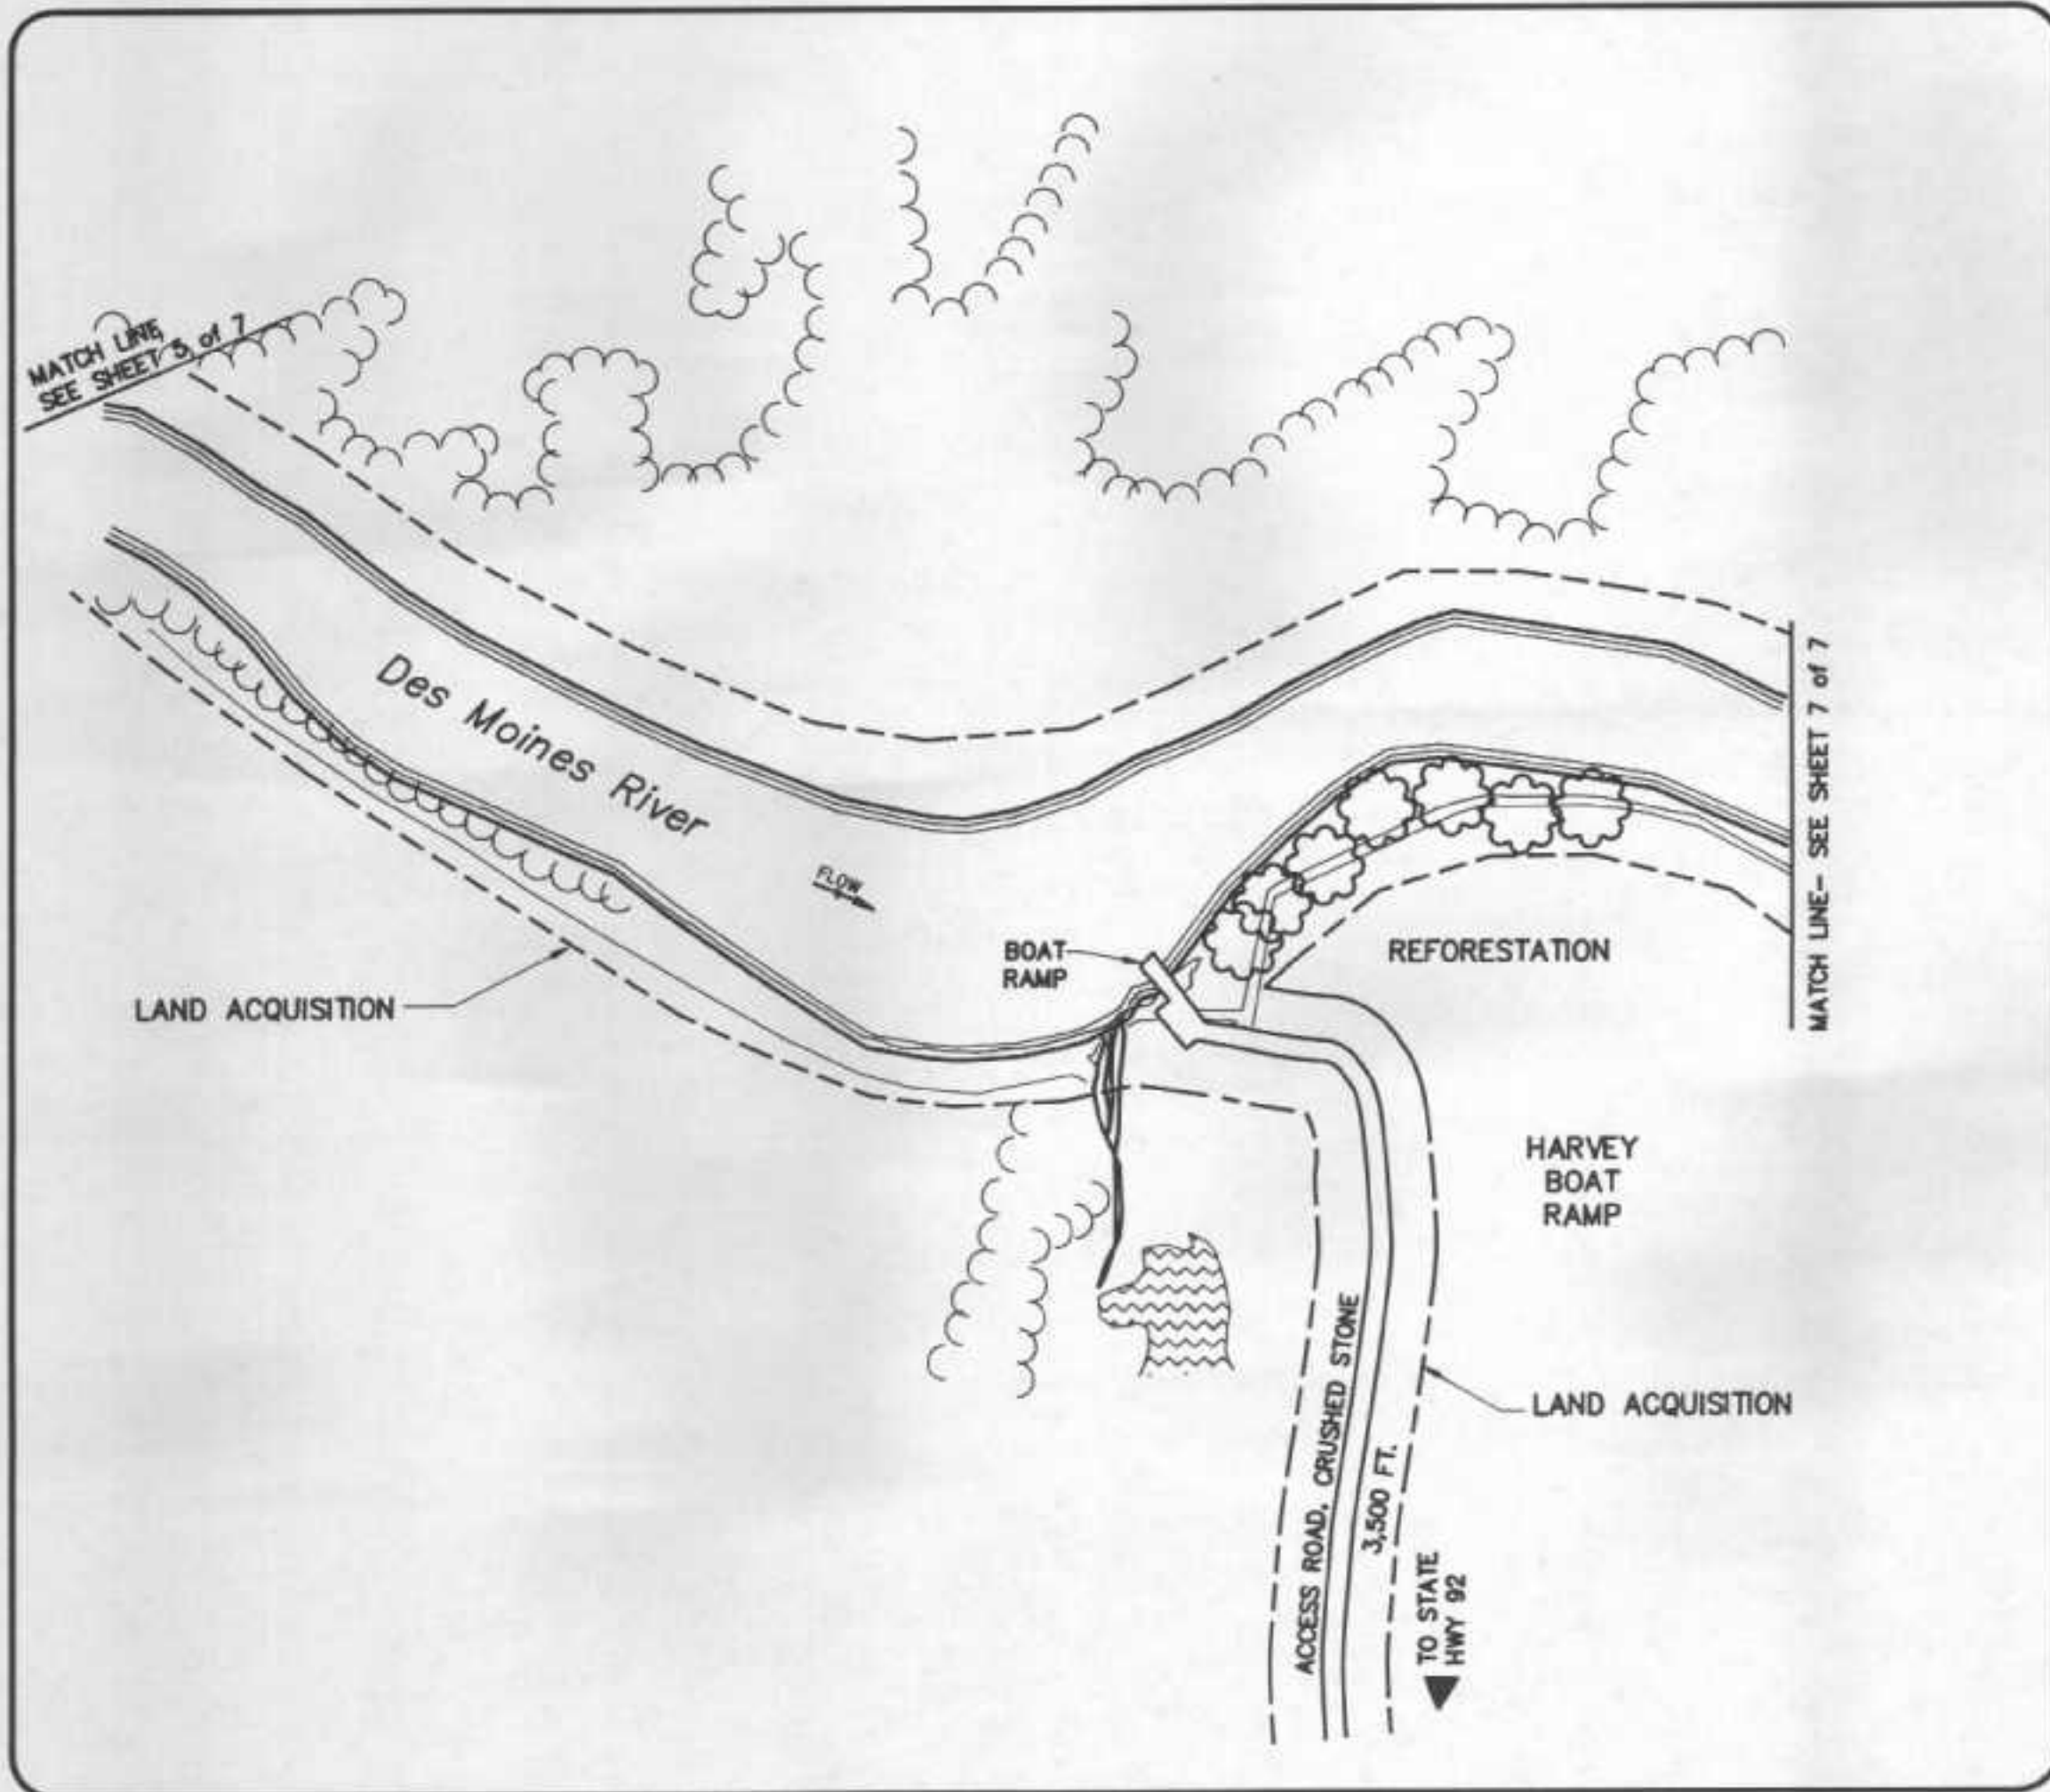 MATCH LINE,
SEE SHEET 5 of 7
Des Moines River
FLOW
BOAT
RAMP
REFORESTATION
MATCH LINE- SEE SHEET 7 of 7
LAND ACQUISITION
HARVEY
BOAT
RAMP
ACCESS ROAD, CRUSHED STONE
3,500 FT.
LAND ACQUISITION
TO STATE
HWY 92